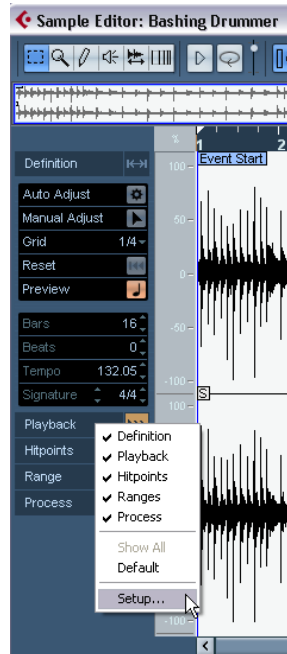 Sample Editor: Bashing Drummer
%
1 2
Definition
100
Event Start
Auto Adjust
Manual Adjust
50
Grid 1/4
Reset
0
Preview
Bars 16
-50
Beats 0
Tempo 132.05
-100
Signature 4/4
S
100
Playback
Hitpoints
Range
Process
✓ Definition
✓ Playback
✓ Hitpoints
✓ Ranges
✓ Process
Show All
Default
Setup...
-100